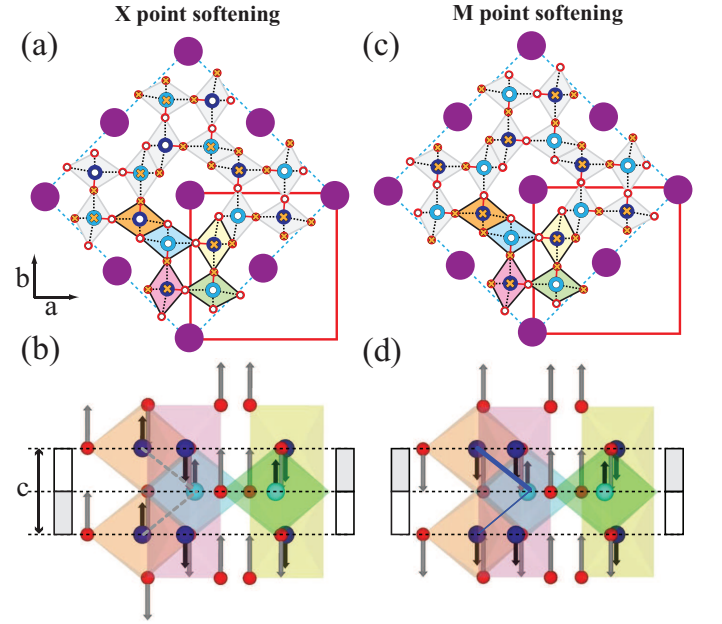 X point softening
M point softening
(a)
(c)
b
a
(b)
(d)
c